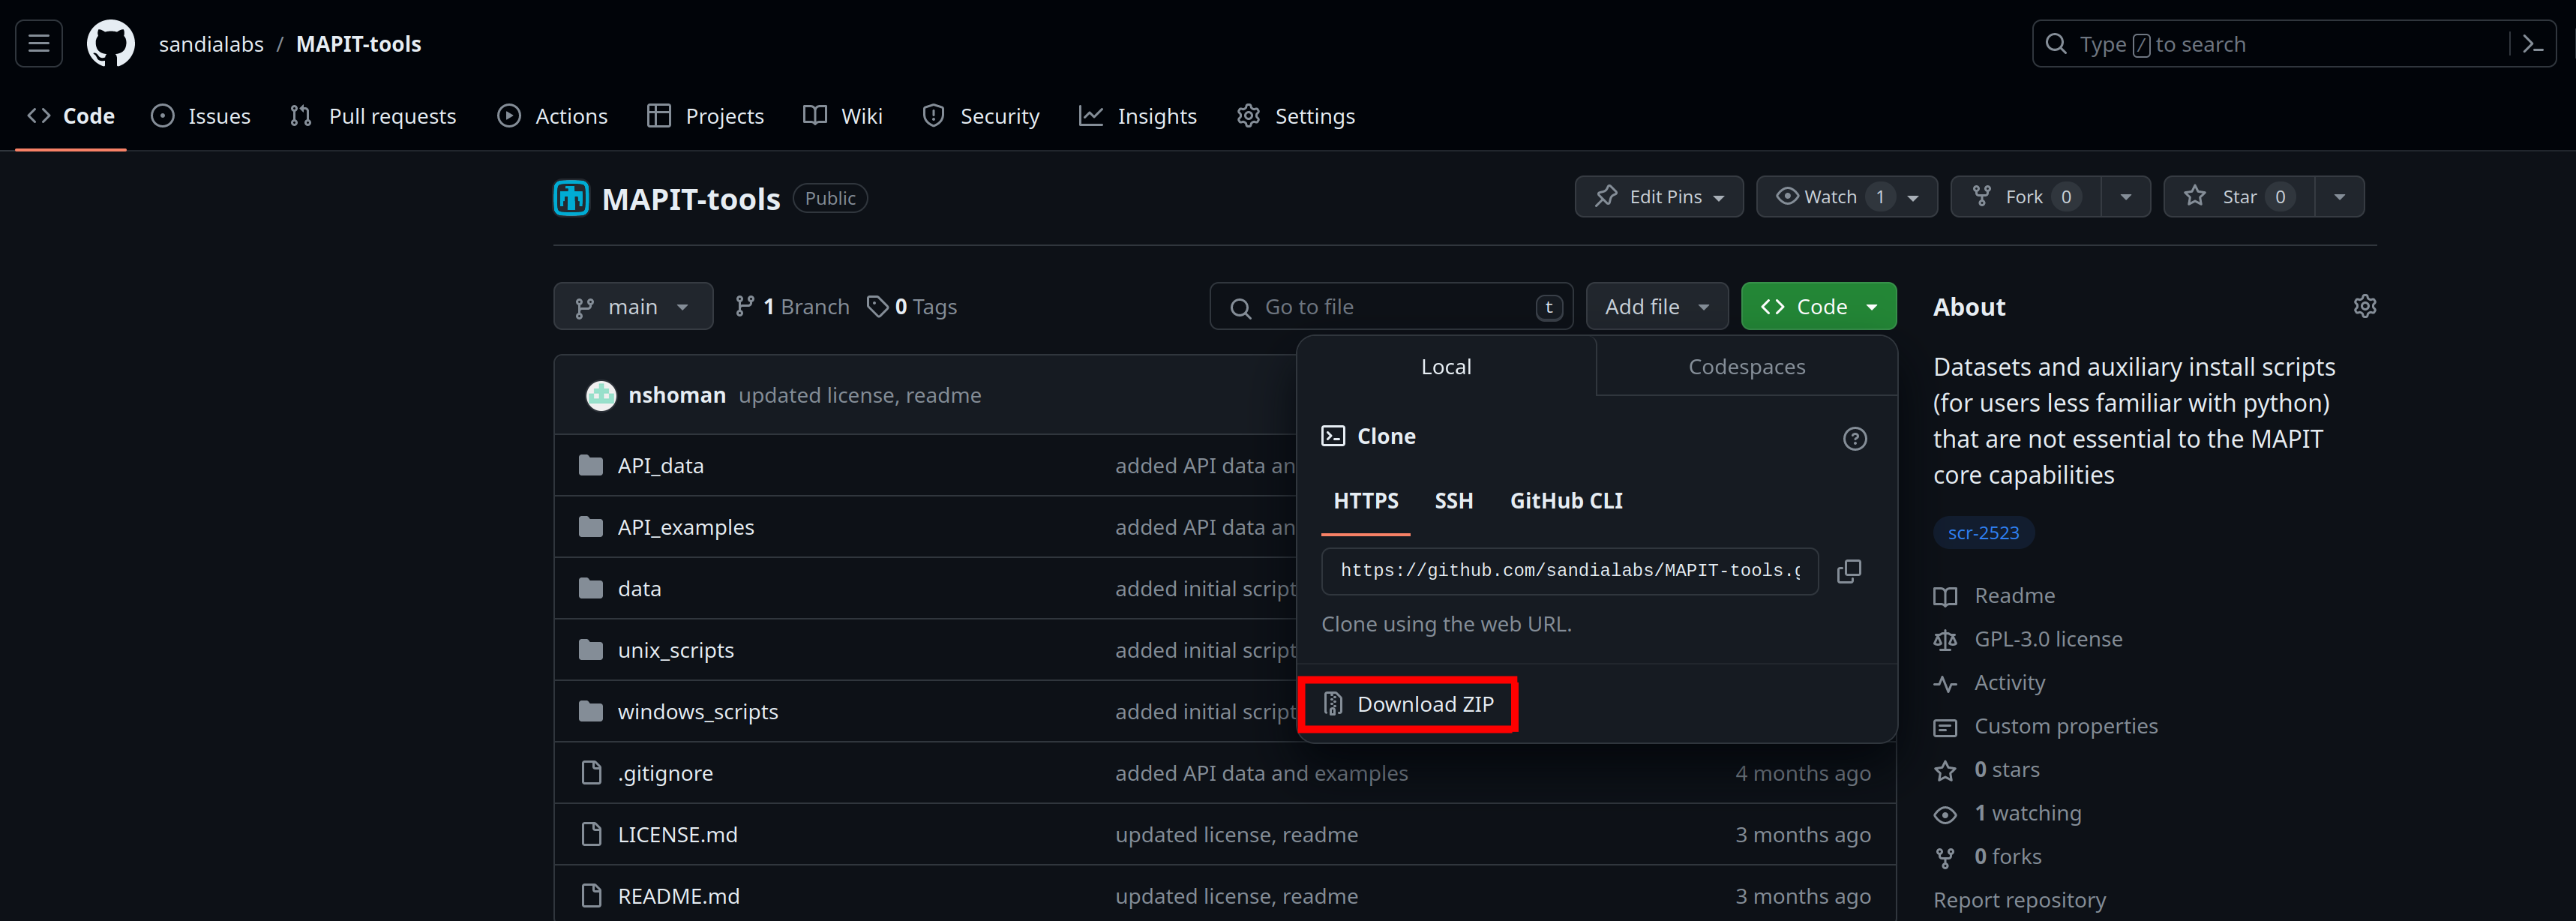 sandialabs / MAPIT-tools
Type / to search
Code Issues Pull requests Actions Projects Wiki Security Insights Settings
MAPIT-tools Public
Edit Pins Watch 1 Fork 0 Star 0
main 1 Branch 0 Tags
Go to file t Add file Code
nshoman updated license, readme
API_data added API data an
API_examples added API data an
data added initial script
unix_scripts added initial script
windows_scripts added initial script
.gitignore added API data and examples 4 months ago
LICENSE.md updated license, readme 3 months ago
README.md updated license, readme 3 months ago
Local Codespaces
Clone
HTTPS SSH GitHub CLI
https://github.com/sandialabs/MAPIT-tools.g
Clone using the web URL.
Download ZIP
About
Datasets and auxiliary install scripts
(for users less familiar with python)
that are not essential to the MAPIT
core capabilities
scr-2523
Readme
GPL-3.0 license
Activity
Custom properties
0 stars
1 watching
0 forks
Report repository